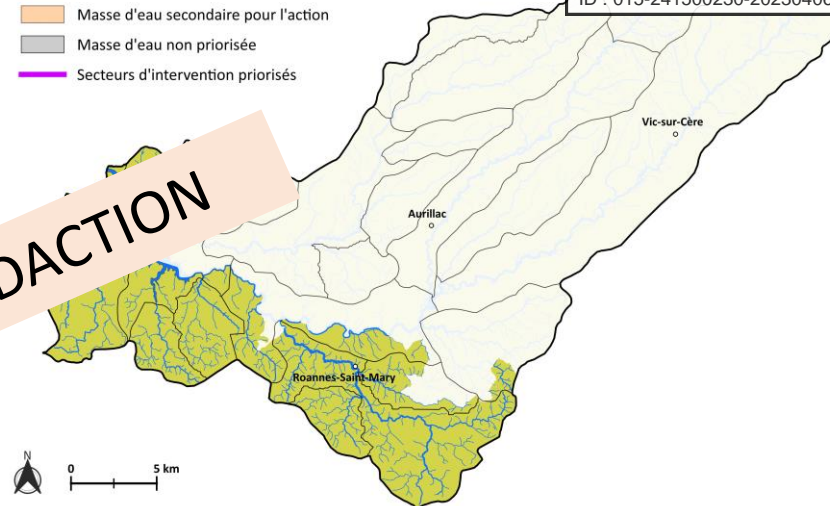 Masse d'eau secondaire pour l'action
Masse d'eau non priorisée
Secteurs d'intervention priorisés
Vic-sur-Cère
Aurillac
DACTION
Roannes-Saint-Mary
N
0 5 km